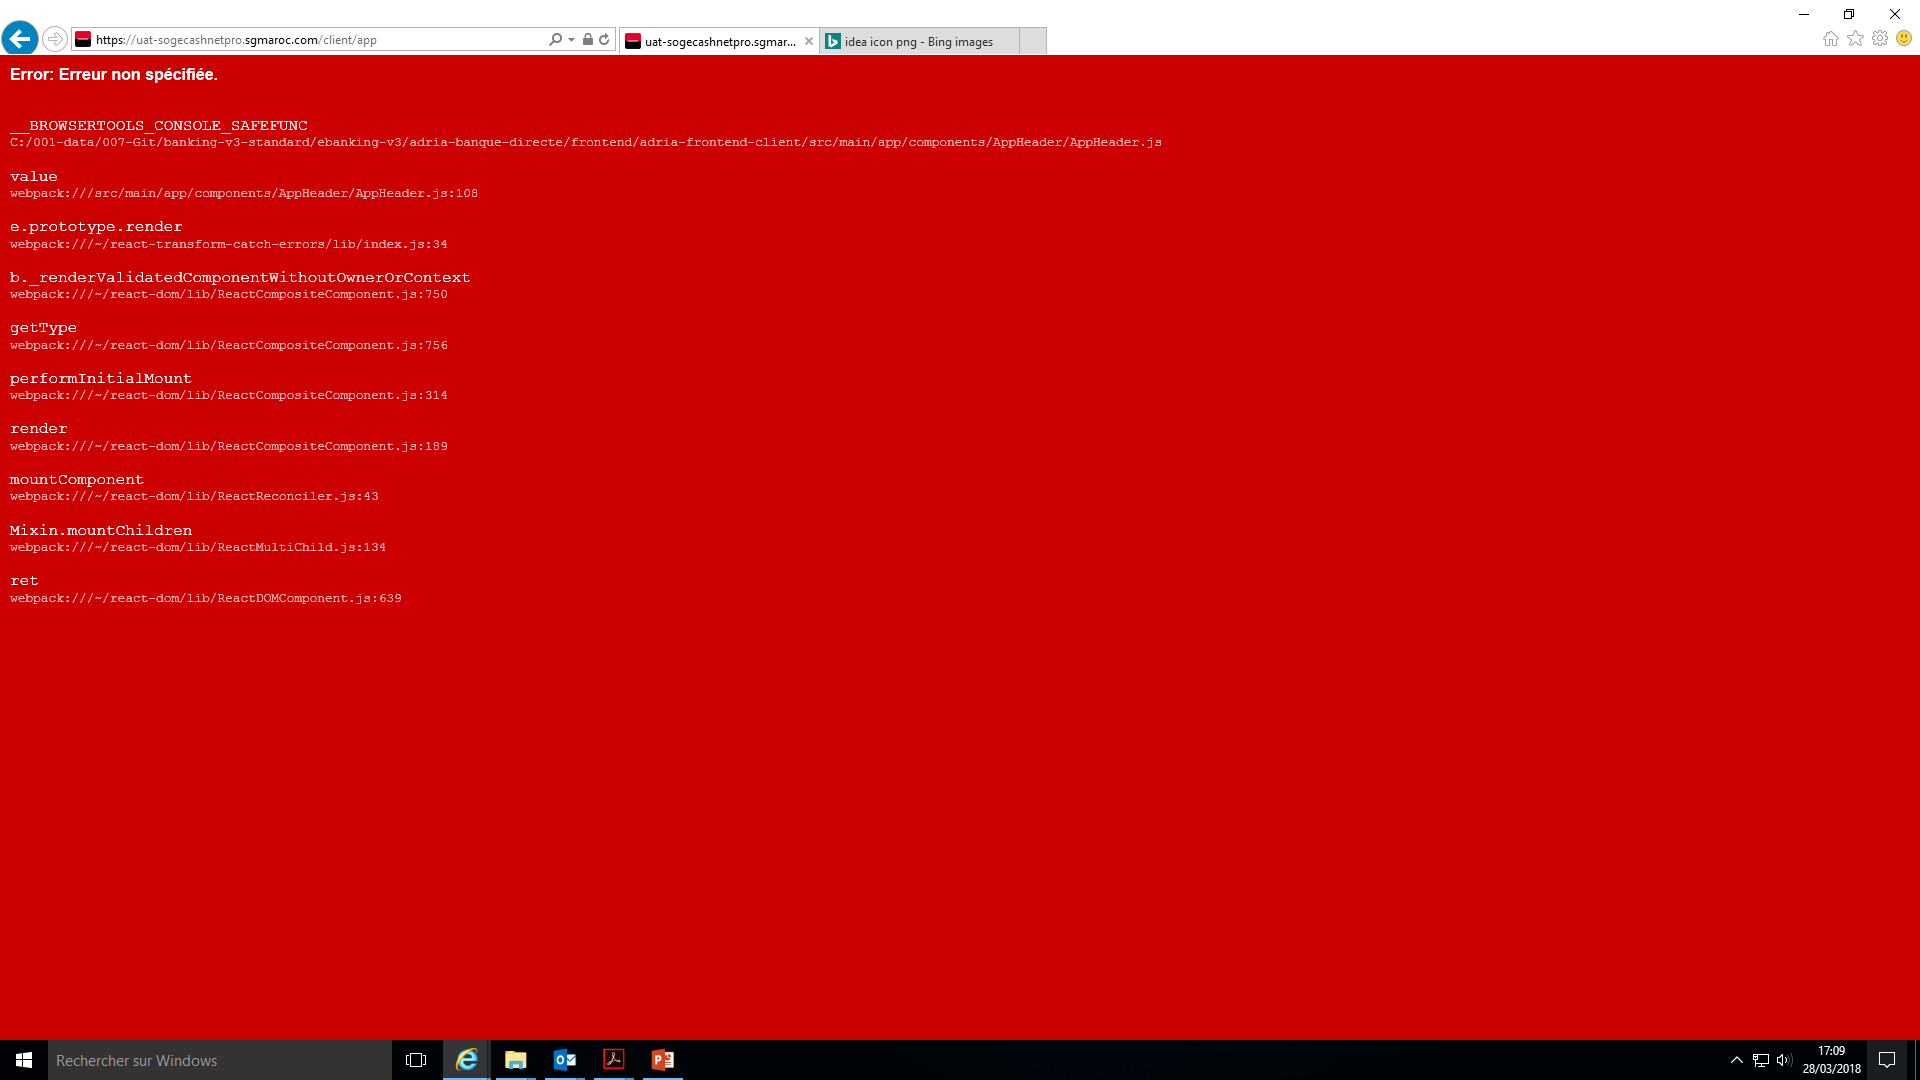 https://uat-sogecashnetpro.sgmaroc.com/client/app
uat-sogecashnetpro.sgmar...
idea icon png - Bing images
Error: Erreur non spécifiée.
__BROWSERTOOLS_CONSOLE_SAFEFUNC
C:/001-data/007-Git/banking-v3-standard/ebanking-v3/adria-banque-directe/frontend/adria-frontend-client/src/main/app/components/AppHeader/AppHeader.js
value
webpack:///src/main/app/components/AppHeader/AppHeader.js:108
e.prototype.render
webpack:///~/react-transform-catch-errors/lib/index.js:34
b._renderValidatedComponentWithoutOwnerOrContext
webpack:///~/react-dom/lib/ReactCompositeComponent.js:750
getType
webpack:///~/react-dom/lib/ReactCompositeComponent.js:756
performInitialMount
webpack:///~/react-dom/lib/ReactCompositeComponent.js:314
render
webpack:///~/react-dom/lib/ReactCompositeComponent.js:189
mountComponent
webpack:///~/react-dom/lib/ReactReconciler.js:43
Mixin.mountChildren
webpack:///~/react-dom/lib/ReactMultiChild.js:134
ret
webpack:///~/react-dom/lib/ReactDOMComponent.js:639
Rechercher sur Windows
17:09
28/03/2018